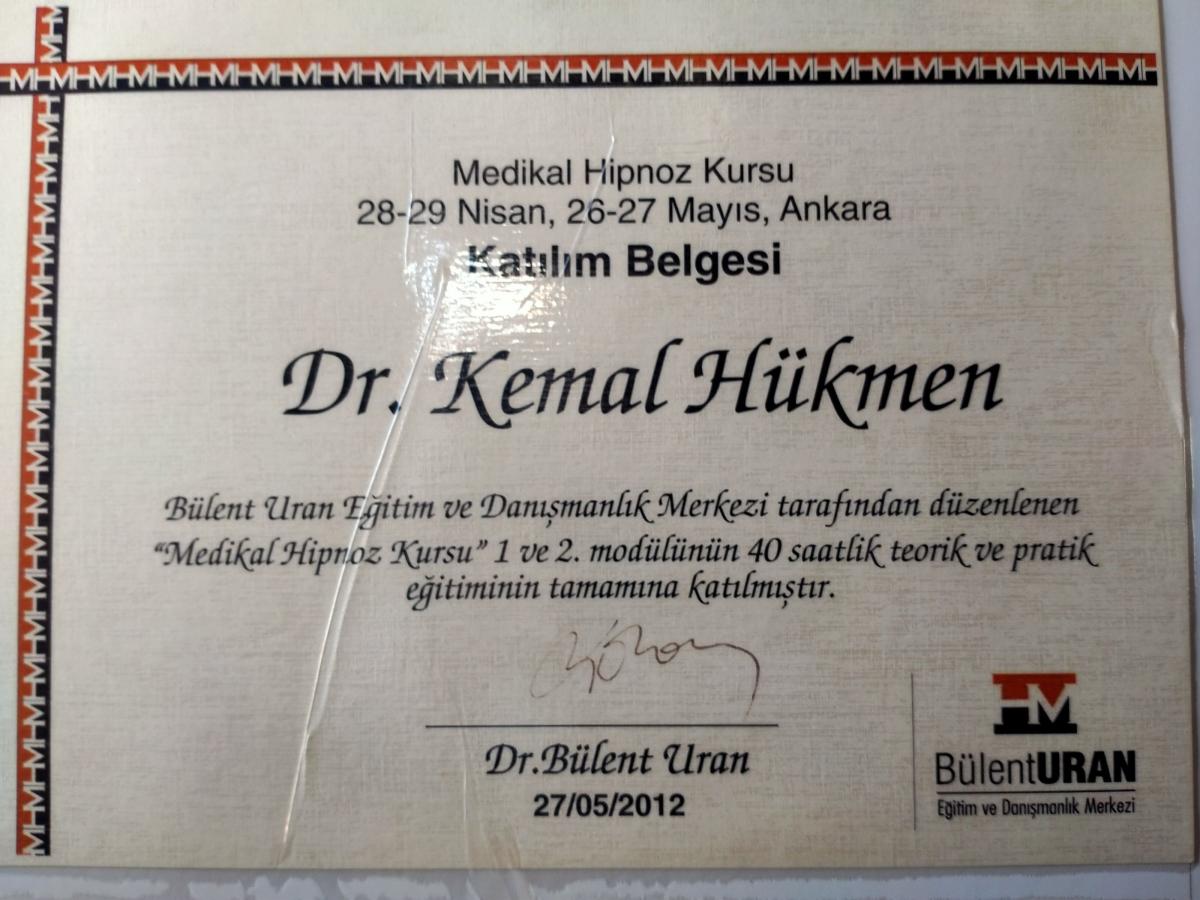 Medikal Hipnoz Kursu
28-29 Nisan, 26-27 Mayıs, Ankara
Katılım Belgesi
Dr. Kemal Hükmen
Bülent Uran Eğitim ve Danışmanlık Merkezi tarafından düzenlenen
“Medikal Hipnoz Kursu” 1 ve 2. modülünün 40 saatlik teorik ve pratik
eğitiminin tamamına katılmıştır.
Dr.Bülent Uran
27/05/2012
HM
BülentURAN
Eğitim ve Danışmanlık Merkezi